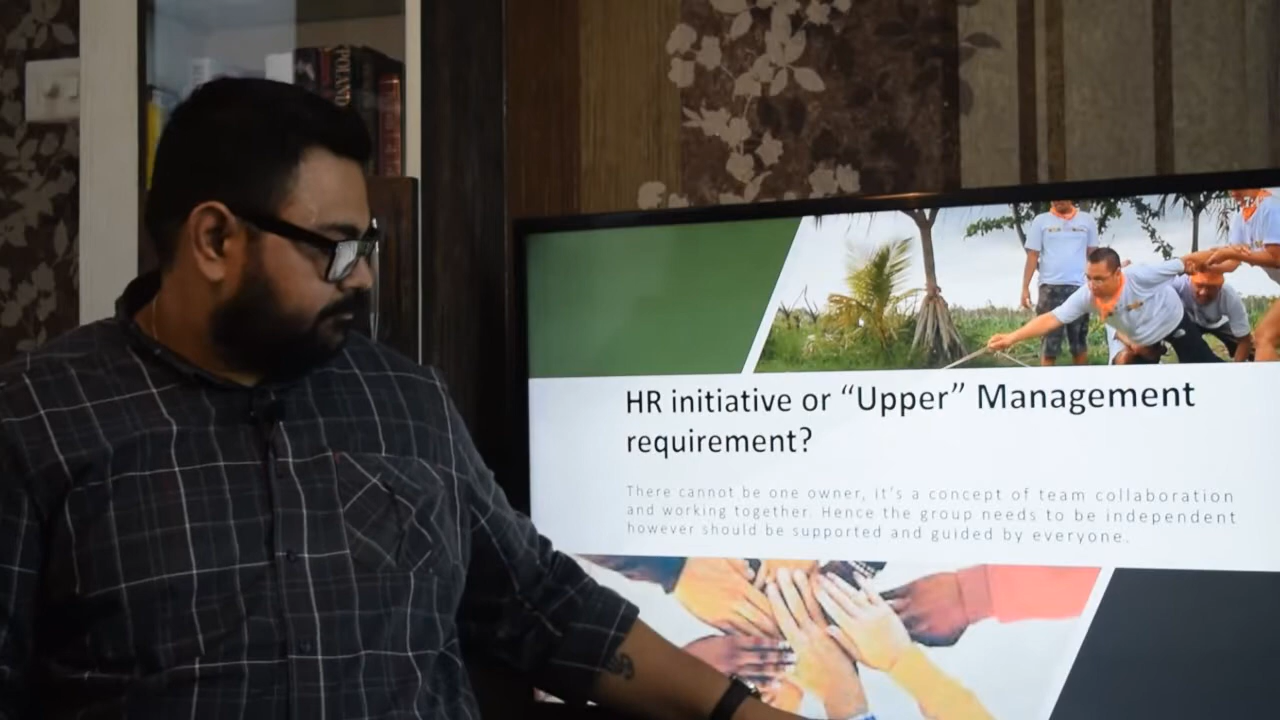 POLAND
HR initiative or “Upper” Management
requirement?
There cannot be one owner, it’s a concept of team collaboration
and working together. Hence the group needs to be independent
however should be supported and guided by everyone.